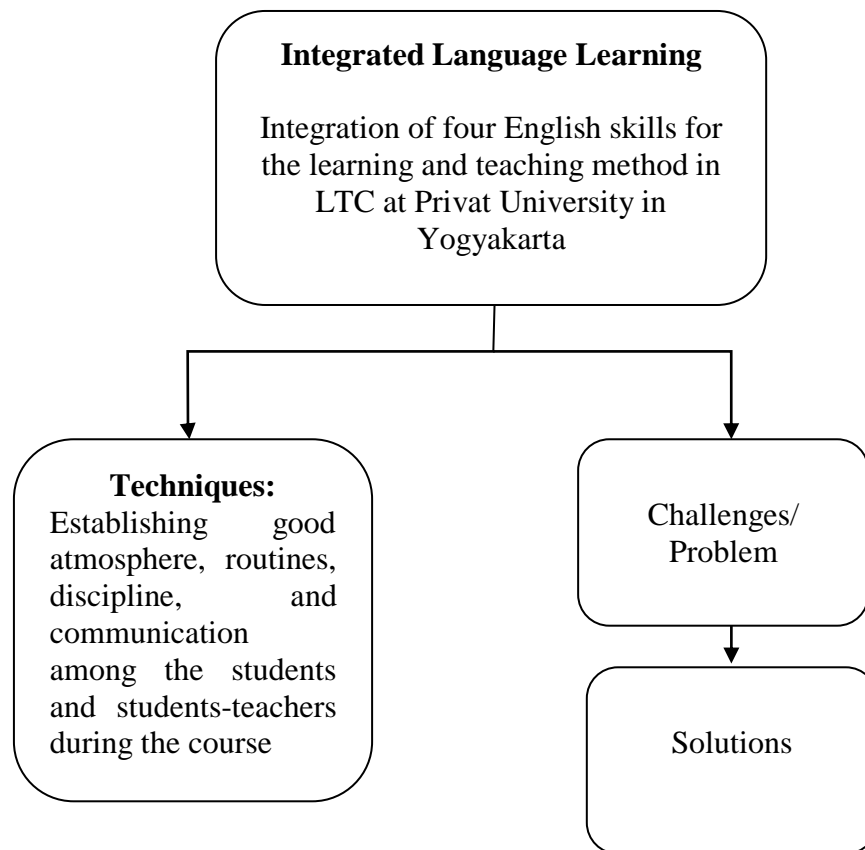 Integrated Language Learning
Integration of four English skills for
the learning and teaching method in
LTC at Privat University in
Yogyakarta
Techniques:
Establishing good
atmosphere, routines,
discipline, and
communication
among the students
and students-teachers
during the course
Challenges/
Problem
Solutions